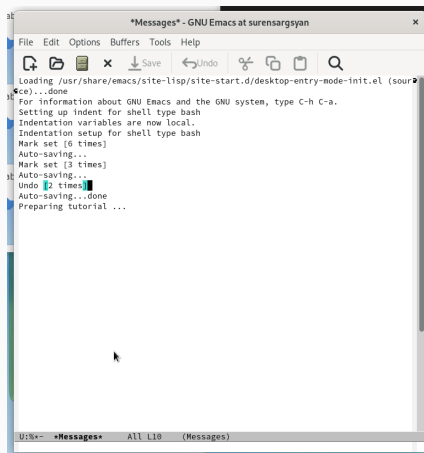 *Messages* - GNU Emacs at surensargsyan ×
File Edit Options Buffers Tools Help
Save Undo
Loading /usr/share/emacs/site-lisp/site-start.d/desktop-entry-mode-init.el (sour
ce)...done
For information about GNU Emacs and the GNU system, type C-h C-a.
Setting up indent for shell type bash
Indentation variables are now local.
Indentation setup for shell type bash
Mark set [6 times]
Auto-saving...
Mark set [3 times]
Auto-saving...
Undo [2 times]
Auto-saving...done
Preparing tutorial ...
U:%*- *Messages* All L10 (Messages)